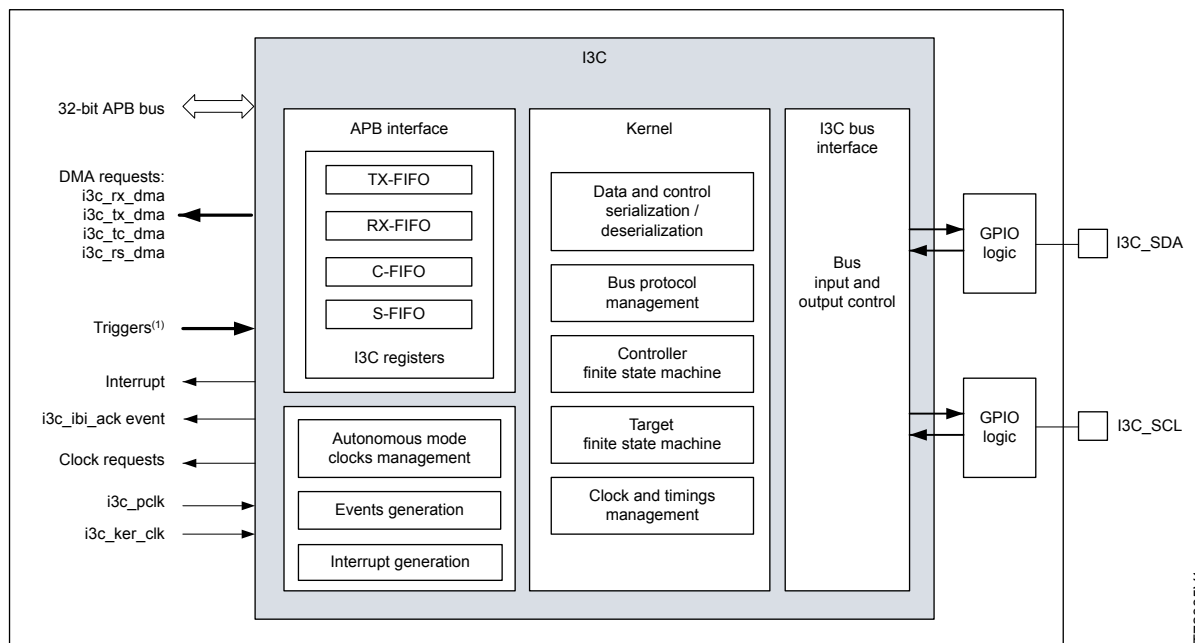 I3C
32-bit APB bus
DMA requests:
i3c_rx_dma
i3c_tx_dma
i3c_tc_dma
i3c_rs_dma
Triggers(1)
Interrupt
i3c_ibi_ack event
Clock requests
i3c_pclk
i3c_ker_clk
APB interface
TX-FIFO
RX-FIFO
C-FIFO
S-FIFO
I3C registers
Autonomous mode
clocks management
Events generation
Interrupt generation
Kernel
Data and control
serialization /
deserialization
Bus protocol
management
Controller
finite state machine
Target
finite state machine
Clock and timings
management
I3C bus
interface
Bus
input and
output control
GPIO
logic
I3C_SDA
GPIO
logic
I3C_SCL